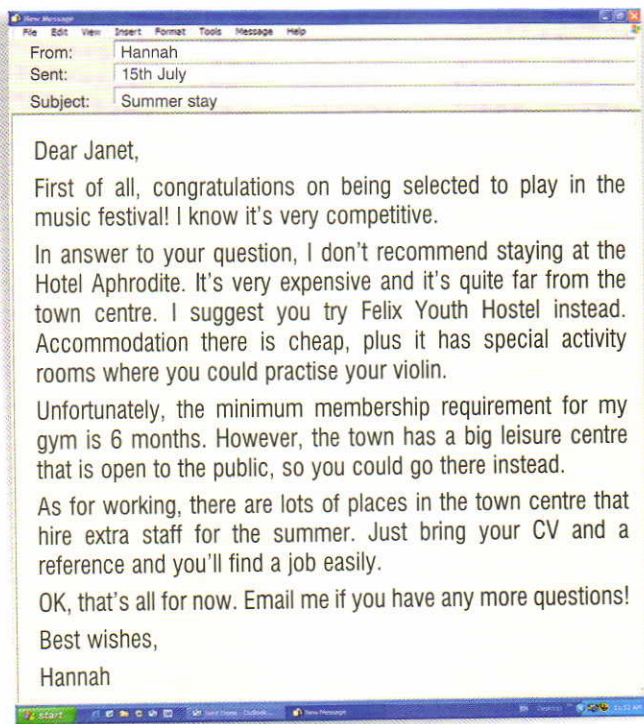 New Message
File Edit View Insert Format Tools Message Help
From: Hannah
Sent: 15th July
Subject: Summer stay
Dear Janet,
First of all, congratulations on being selected to play in the
music festival! I know it's very competitive.
In answer to your question, I don't recommend staying at the
Hotel Aphrodite. It's very expensive and it's quite far from the
town centre. I suggest you try Felix Youth Hostel instead.
Accommodation there is cheap, plus it has special activity
rooms where you could practise your violin.
Unfortunately, the minimum membership requirement for my
gym is 6 months. However, the town has a big leisure centre
that is open to the public, so you could go there instead.
As for working, there are lots of places in the town centre that
hire extra staff for the summer. Just bring your CV and a
reference and you'll find a job easily.
OK, that's all for now. Email me if you have any more questions!
Best wishes,
Hannah
start New Message EN Desktop